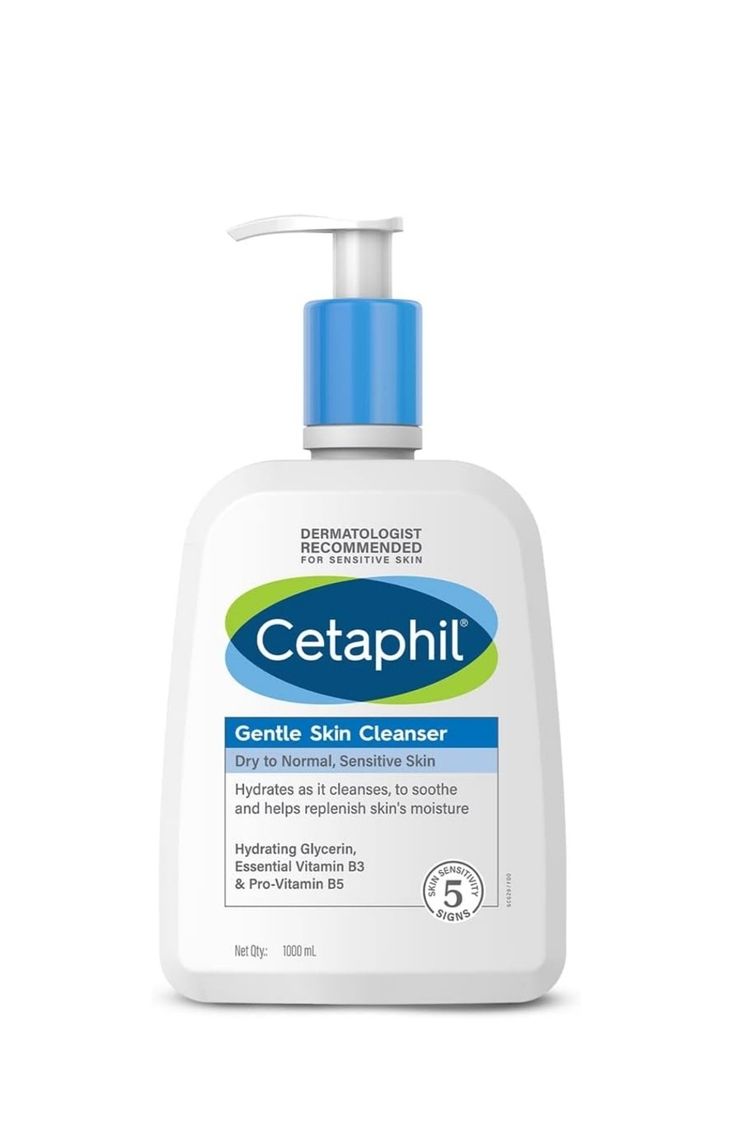 DERMATOLOGIST
RECOMMENDED
FOR SENSITIVE SKIN
Cetaphil®
Gentle Skin Cleanser
Dry to Normal, Sensitive Skin
Hydrates as it cleanses, to soothe
and helps replenish skin's moisture
Hydrating Glycerin,
Essential Vitamin B3
& Pro-Vitamin B5
SKIN SENSITIVITY
5
SIGNS
Net Qty.: 1000 mL